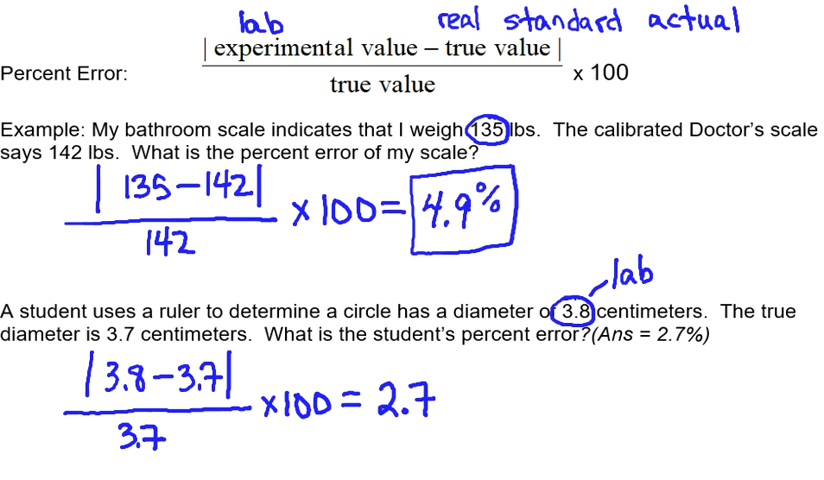 lab real standard actual
| experimental value – true value |
Percent Error: x 100
true value
Example: My bathroom scale indicates that I weigh 135 lbs. The calibrated Doctor's scale
says 142 lbs. What is the percent error of my scale?
| 135 – 142 |
x 100 = 4.9%
142
lab
A student uses a ruler to determine a circle has a diameter of 3.8 centimeters. The true
diameter is 3.7 centimeters. What is the student's percent error?(Ans = 2.7%)
| 3.8 – 3.7 |
x 100 = 2.7
3.7